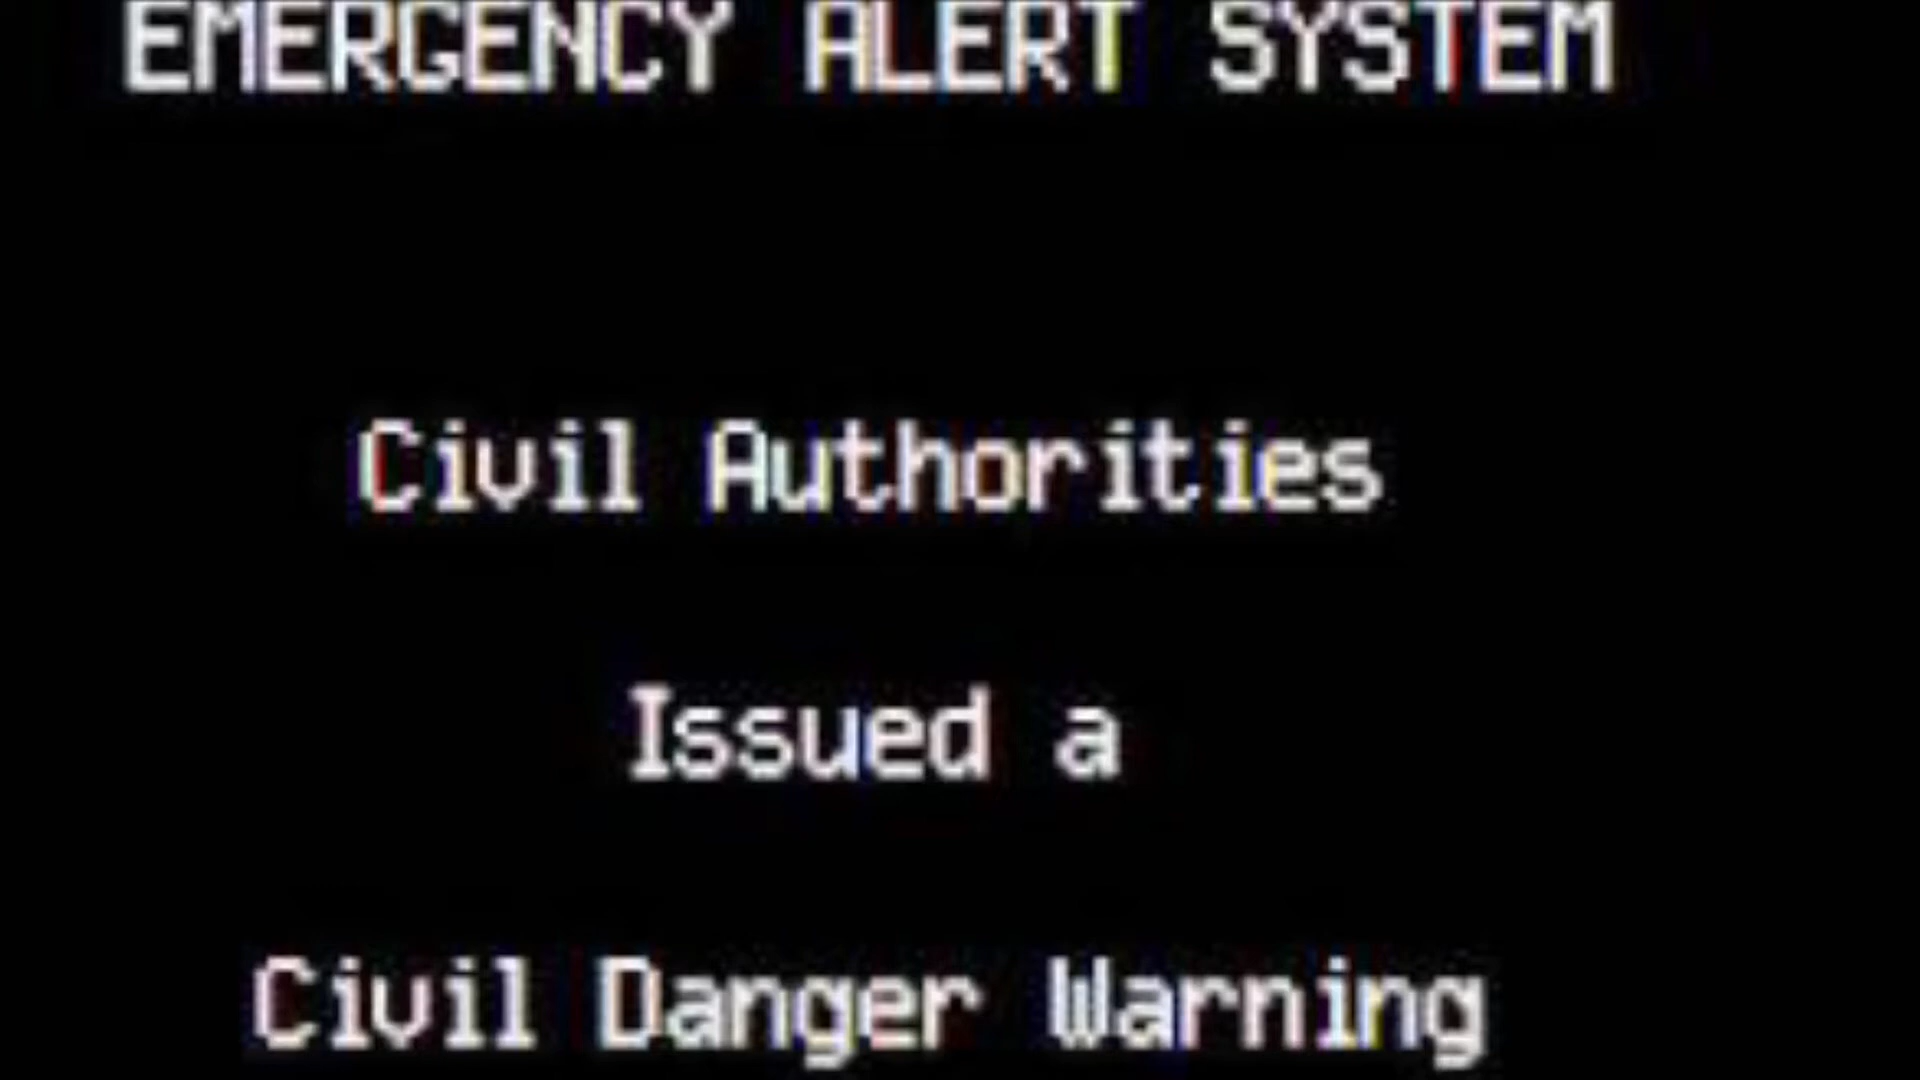 EMERGENCY ALERT SYSTEM
Civil Authorities
Issued a
Civil Danger Warning